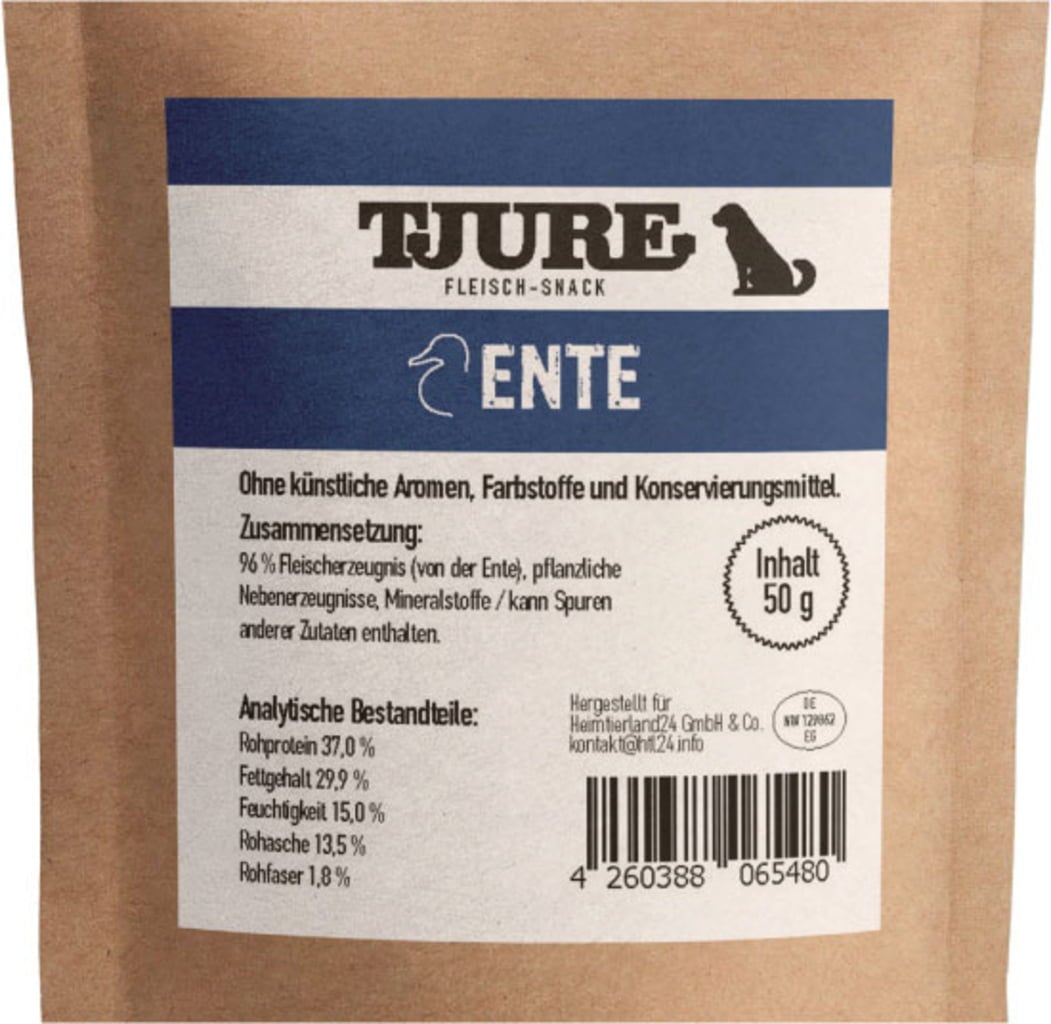 TJURE
FLEISCH-SNACK
ENTE
Ohne künstliche Aromen, Farbstoffe und Konservierungsmittel.
Zusammensetzung:
96 % Fleischerzeugnis (von der Ente), pflanzliche
Nebenerzeugnisse, Mineralstoffe / kann Spuren
anderer Zutaten enthalten.
Inhalt
50 g
Analytische Bestandteile:
Rohprotein 37,0 %
Fettgehalt 29,9 %
Feuchtigkeit 15,0 %
Rohasche 13,5 %
Rohfaser 1,8 %
Hergestellt für
Heimtierland24 GmbH & Co.
kontakt@htl24.info
DE
NW
EG
4 260388 065480